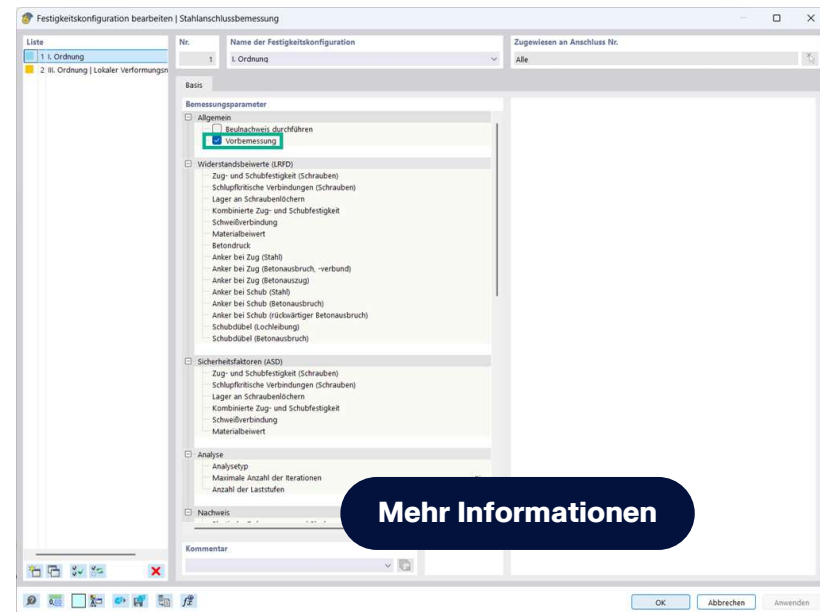 Festigkeitskonfiguration bearbeiten | Stahlanschlussbemessung
Liste
1 I. Ordnung
2 III. Ordnung | Lokaler Verformungsn
Nr.
1
Name der Festigkeitskonfiguration
I. Ordnung
Zugewiesen an Anschluss Nr.
Alle
Basis
Bemessungsparameter
Allgemein
Beulnachweis durchführen
Vorbemessung
Widerstandsbeiwerte (LRFD)
Zug- und Schubfestigkeit (Schrauben)
Schlupfkritische Verbindungen (Schrauben)
Lager an Schraubenlöchern
Kombinierte Zug- und Schubfestigkeit
Schweißverbindung
Materialbeiwert
Betondruck
Anker bei Zug (Stahl)
Anker bei Zug (Betonausbruch, -verbund)
Anker bei Zug (Betonauszug)
Anker bei Schub (Stahl)
Anker bei Schub (Betonausbruch)
Anker bei Schub (rückwärtiger Betonausbruch)
Schubdübel (Lochleibung)
Schubdübel (Betonausbruch)
Sicherheitsfaktoren (ASD)
Zug- und Schubfestigkeit (Schrauben)
Schlupfkritische Verbindungen (Schrauben)
Lager an Schraubenlöchern
Kombinierte Zug- und Schubfestigkeit
Schweißverbindung
Materialbeiwert
Analyse
Analysetyp
Maximale Anzahl der Iterationen
Anzahl der Laststufen
Nachweis
Mehr Informationen
Kommentar
OK
Abbrechen
Anwenden